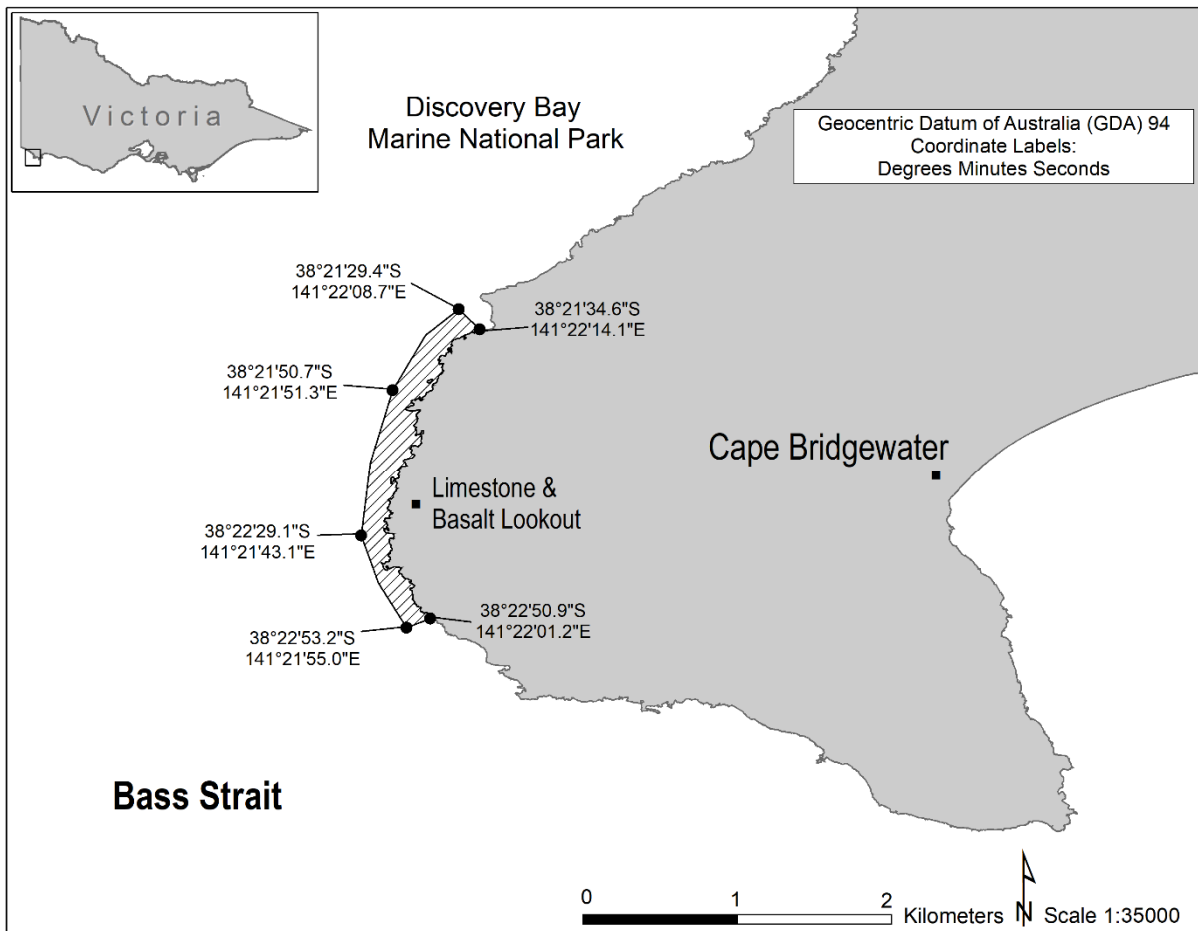 Victoria
Discovery Bay
Marine National Park
Geocentric Datum of Australia (GDA) 94
Coordinate Labels:
Degrees Minutes Seconds
38°21'29.4"S
141°22'08.7"E
38°21'34.6"S
141°22'14.1"E
38°21'50.7"S
141°21'51.3"E
Cape Bridgewater
Limestone &
Basalt Lookout
38°22'29.1"S
141°21'43.1"E
38°22'50.9"S
141°22'01.2"E
38°22'53.2"S
141°21'55.0"E
Bass Strait
0 1 2
Kilometers N Scale 1:35000